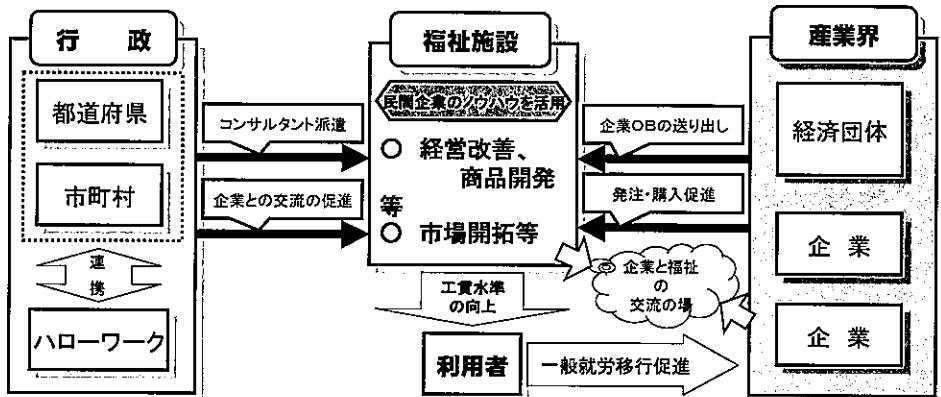 行　政
都道府県
市町村
連
携
ハローワーク
コンサルタント派遣
企業との交流の促進
福祉施設
民間企業のノウハウを活用
○ 経営改善、
商品開発
等
○ 市場開拓等
工賃水準
の向上
利用者
一般就労移行促進
企業OBの送り出し
発注・購入促進
◎ 企業と福祉
の
交流の場
産業界
経済団体
企　業
企　業